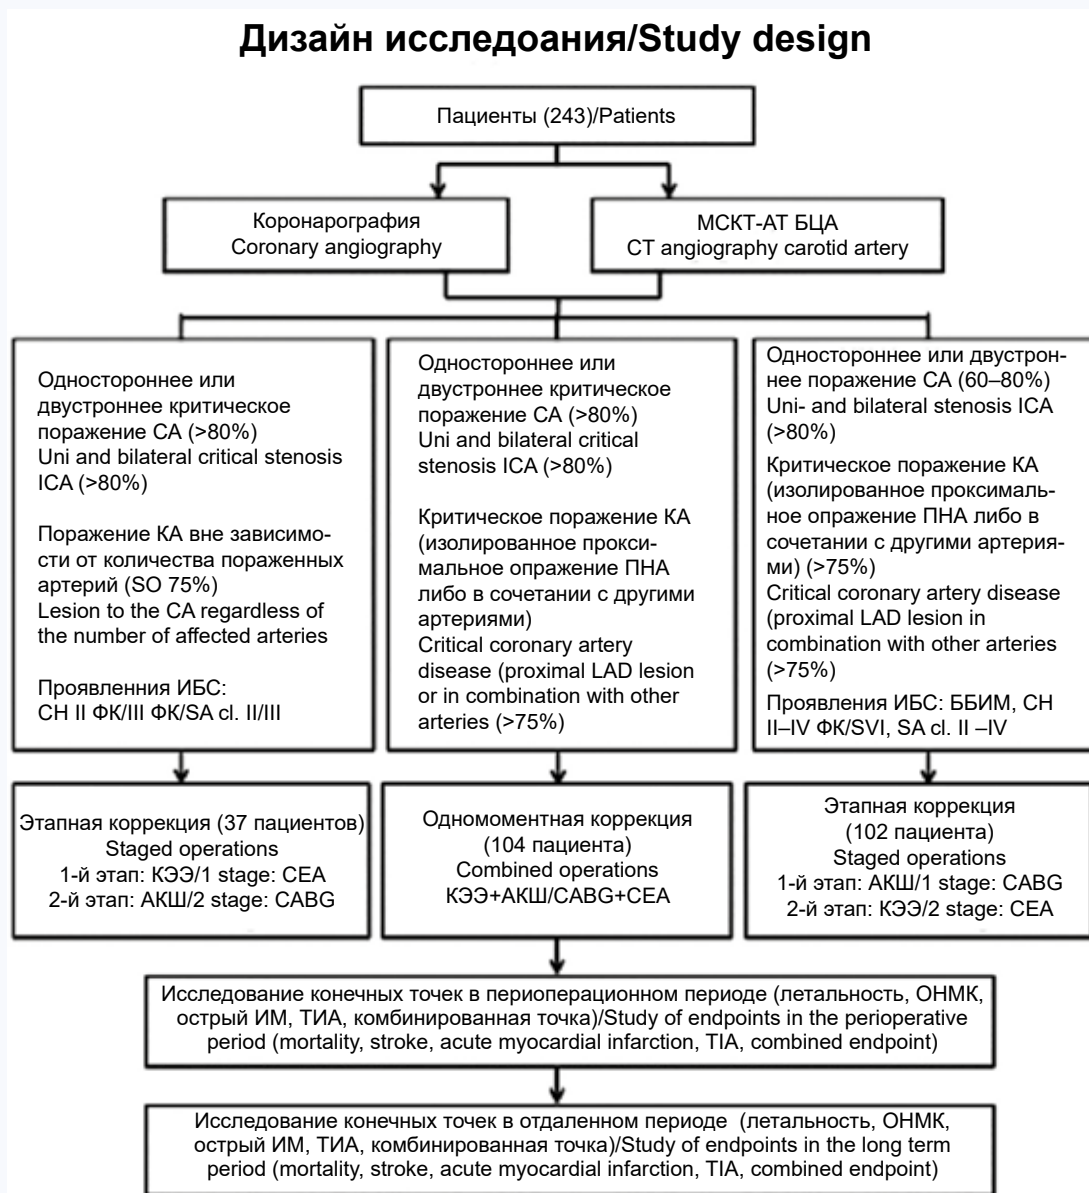 Дизайн исследоания/Study design
Пациенты (243)/Patients
Коронарография
Coronary angiography
МСКТ-АТ БЦА
CT angiography carotid artery
Одностороннее или
двустроннее критическое
поражение СА (>80%)
Uni and bilateral critical stenosis
ICA (>80%)
Поражение КА вне зависимо-
сти от количества пораженных
артерий (SO 75%)
Lesion to the CA regardless of
the number of affected arteries
Проявленния ИБС:
СН II ФК/III ФК/SA cl. II/III
Одностороннее или
двустроннее критическое
поражение СА (>80%)
Uni and bilateral critical
stenosis ICA (>80%)
Критическое поражение КА
(изолированное прокси-
мальное опражение ПНА
либо в сочетании с другими
артериями)
Critical coronary artery
disease (proximal LAD lesion
or in combination with other
arteries (>75%)
Одностороннее или двустрон-
нее поражение СА (60–80%)
Uni- and bilateral stenosis ICA
(>80%)
Критическое поражение КА
(изолированное проксималь-
ное опражение ПНА либо в
сочетании с другими артерия-
ми) (>75%)
Critical coronary artery disease
(proximal LAD lesion in
combination with other arteries
(>75%)
Проявления ИБС: ББИМ, СН
II–IV ФК/SVI, SA cl. II –IV
Этапная коррекция (37 пациентов)
Staged operations
1-й этап: КЭЭ/1 stage: CEA
2-й этап: АКШ/2 stage: CABG
Одномоментная коррекция
(104 пациента)
Combined operations
КЭЭ+АКШ/CABG+CEA
Этапная коррекция
(102 пациента)
Staged operations
1-й этап: АКШ/1 stage: CABG
2-й этап: КЭЭ/2 stage: CEA
Исследование конечных точек в периоперационном периоде (летальность, ОНМК,
острый ИМ, ТИА, комбинированная точка)/Study of endpoints in the perioperative
period (mortality, stroke, acute myocardial infarction, TIA, combined endpoint)
Исследование конечных точек в отдаленном периоде (летальность, ОНМК,
острый ИМ, ТИА, комбинированная точка)/Study of endpoints in the long term
period (mortality, stroke, acute myocardial infarction, TIA, combined endpoint)